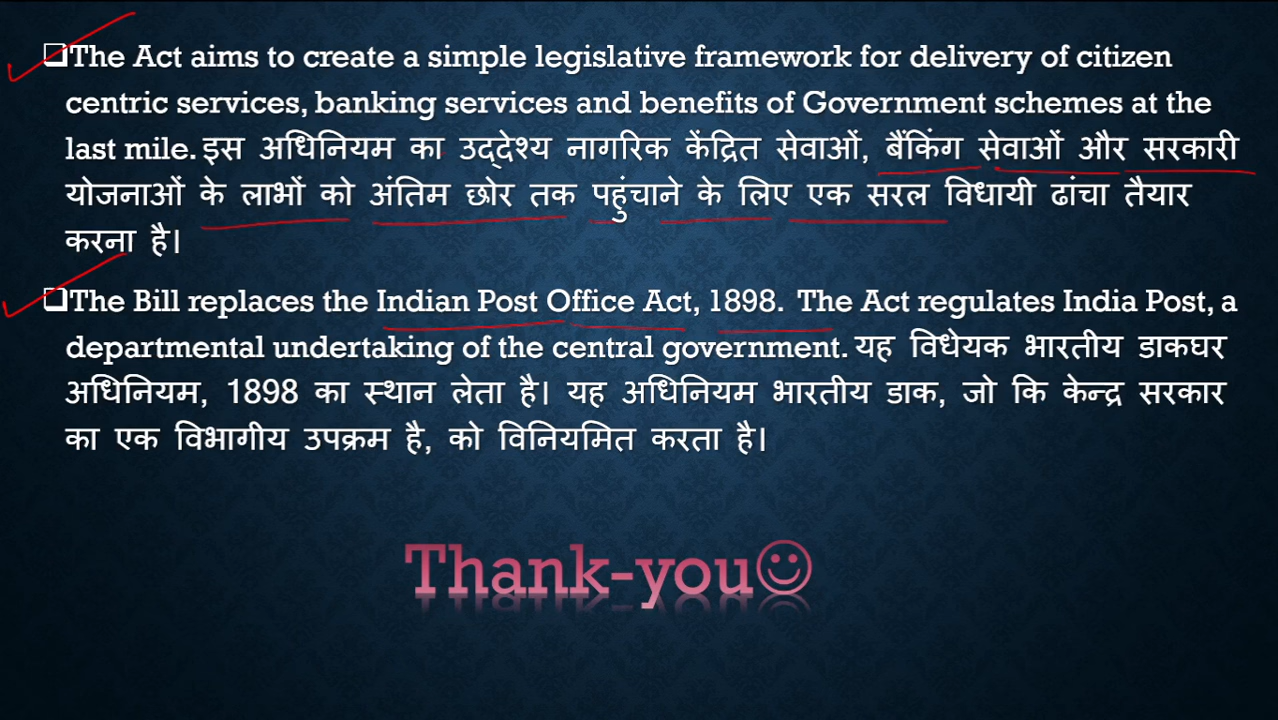 The Act aims to create a simple legislative framework for delivery of citizen
centric services, banking services and benefits of Government schemes at the
last mile. इस अधिनियम का उद्देश्य नागरिक केंद्रित सेवाओं, बैंकिंग सेवाओं और सरकारी
योजनाओं के लाभों को अंतिम छोर तक पहुंचाने के लिए एक सरल विधायी ढांचा तैयार
करना है।
The Bill replaces the Indian Post Office Act, 1898. The Act regulates India Post, a
departmental undertaking of the central government. यह विधेयक भारतीय डाकघर
अधिनियम, 1898 का स्थान लेता है। यह अधिनियम भारतीय डाक, जो कि केन्द्र सरकार
का एक विभागीय उपक्रम है, को विनियमित करता है।
Thank-you☺